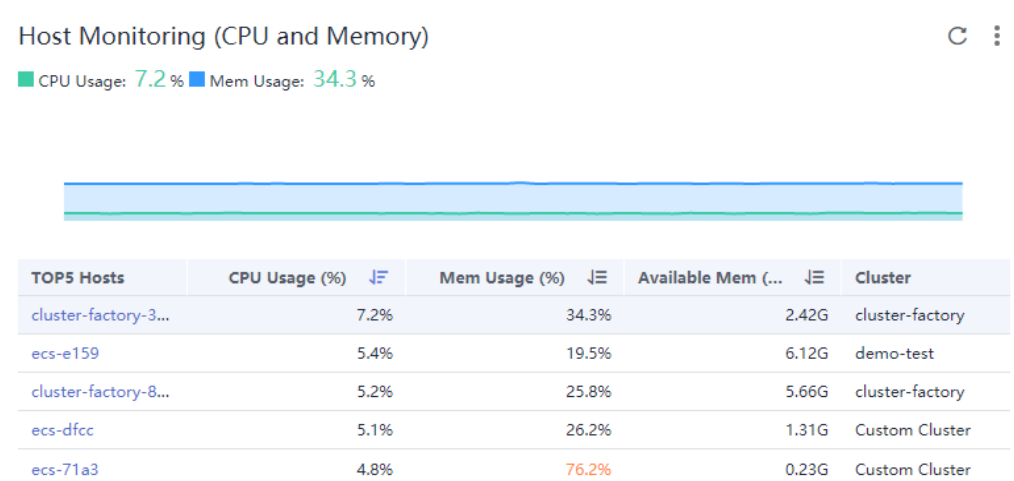 Host Monitoring (CPU and Memory)
CPU Usage: 7.2 % Mem Usage: 34.3 %
TOP5 Hosts CPU Usage (%) Mem Usage (%) Available Mem (... Cluster
cluster-factory-3... 7.2% 34.3% 2.42G cluster-factory
ecs-e159 5.4% 19.5% 6.12G demo-test
cluster-factory-8... 5.2% 25.8% 5.66G cluster-factory
ecs-dfcc 5.1% 26.2% 1.31G Custom Cluster
ecs-71a3 4.8% 76.2% 0.23G Custom Cluster